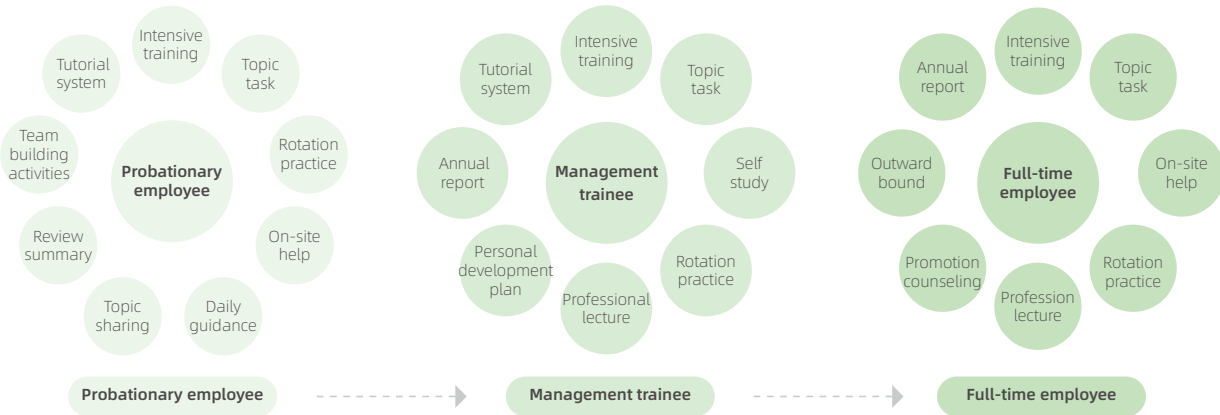 Intensive
training
Topic
task
Rotation
practice
On-site
help
Daily
guidance
Topic
sharing
Review
summary
Team
building
activities
Tutorial
system
Probationary
employee
Intensive
training
Topic
task
Self
study
Rotation
practice
Professional
lecture
Personal
development
plan
Annual
report
Tutorial
system
Management
trainee
Intensive
training
Topic
task
On-site
help
Rotation
practice
Profession
lecture
Promotion
counseling
Outward
bound
Annual
report
Full-time
employee
Probationary employee
Management trainee
Full-time employee